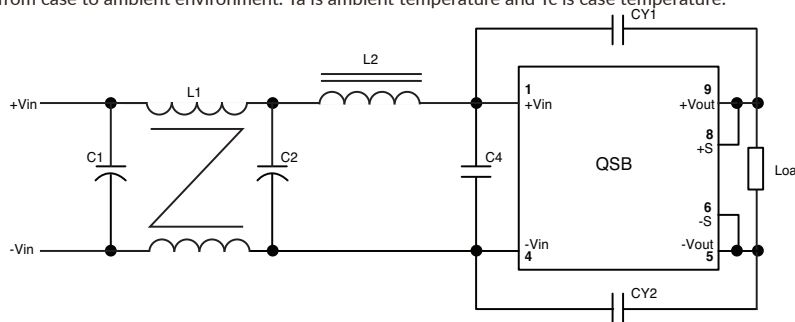 from case to ambient environment. Ta is ambient temperature and Tc is case temperature.
CY1
L2
L1
1
9
+Vin
+Vin
+Vout
8
+S
C1
C2
C4
QSB
Loa
6
-S
-Vin
-Vin
-Vout
4
5
CY2